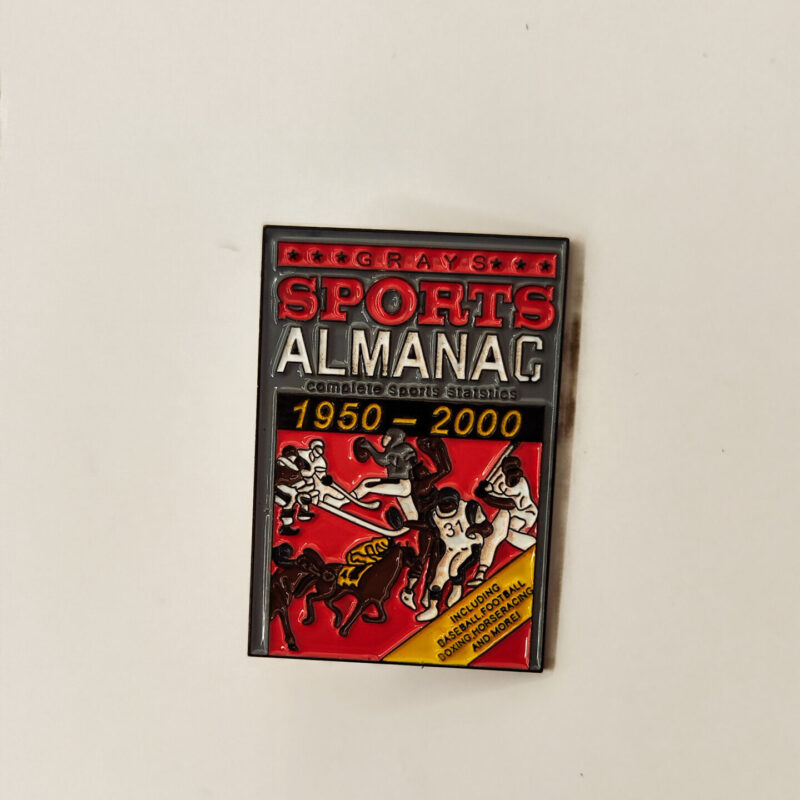 ★★★GRAYS★★★
SPORTS
ALMANAC
complete sports statistics
1950 – 2000
31
INCLUDING
BASEBALL FOOTBALL
BOXING HORSERACING
AND MORE!